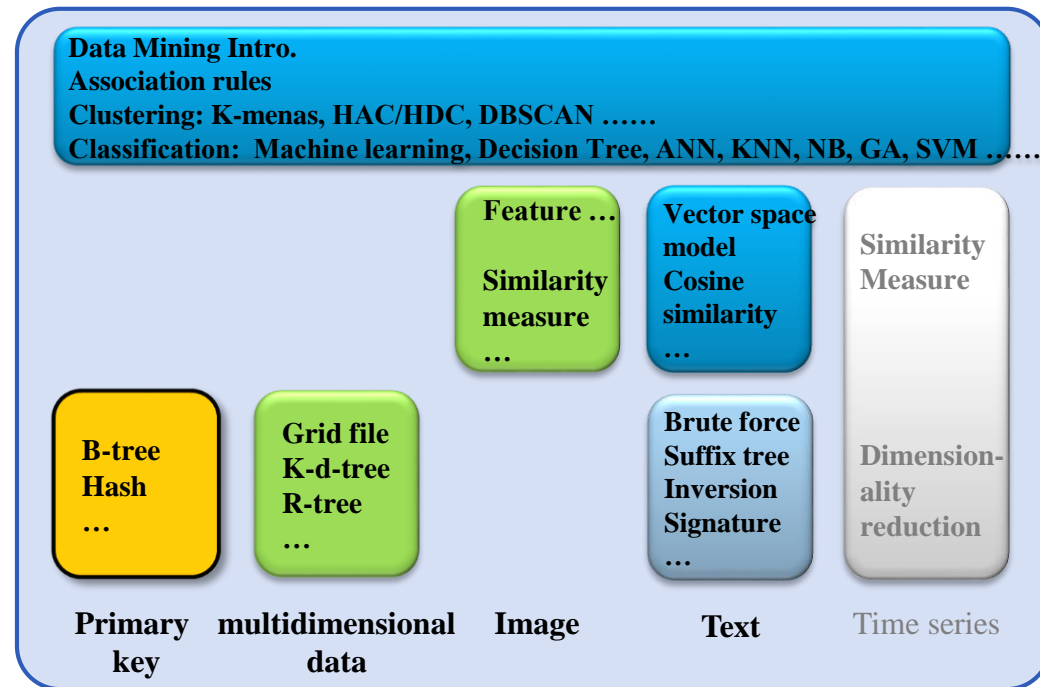 Data Mining Intro.
Association rules
Clustering: K-menas, HAC/HDC, DBSCAN ……
Classification:  Machine learning, Decision Tree, ANN, KNN, NB, GA, SVM ……
Feature …
Similarity
measure
…
Vector space
model
Cosine
similarity
…
Similarity
Measure
B-tree
Hash
…
Grid file
K-d-tree
R-tree
…
Brute force
Suffix tree
Inversion
Signature
…
Dimension-
ality
reduction
Primary
key
multidimensional
data
Image
Text
Time series